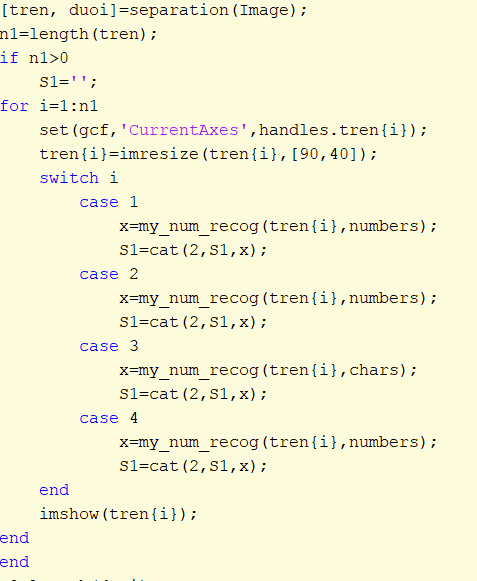 [tren, duoi]=separation(Image);
n1=length(tren);
if n1>0
S1='';
for i=1:n1
set(gcf,'CurrentAxes',handles.tren{i});
tren{i}=imresize(tren{i},[90,40]);
switch i
case 1
x=my_num_recog(tren{i},numbers);
S1=cat(2,S1,x);
case 2
x=my_num_recog(tren{i},numbers);
S1=cat(2,S1,x);
case 3
x=my_num_recog(tren{i},chars);
S1=cat(2,S1,x);
case 4
x=my_num_recog(tren{i},numbers);
S1=cat(2,S1,x);
end
imshow(tren{i});
end
end